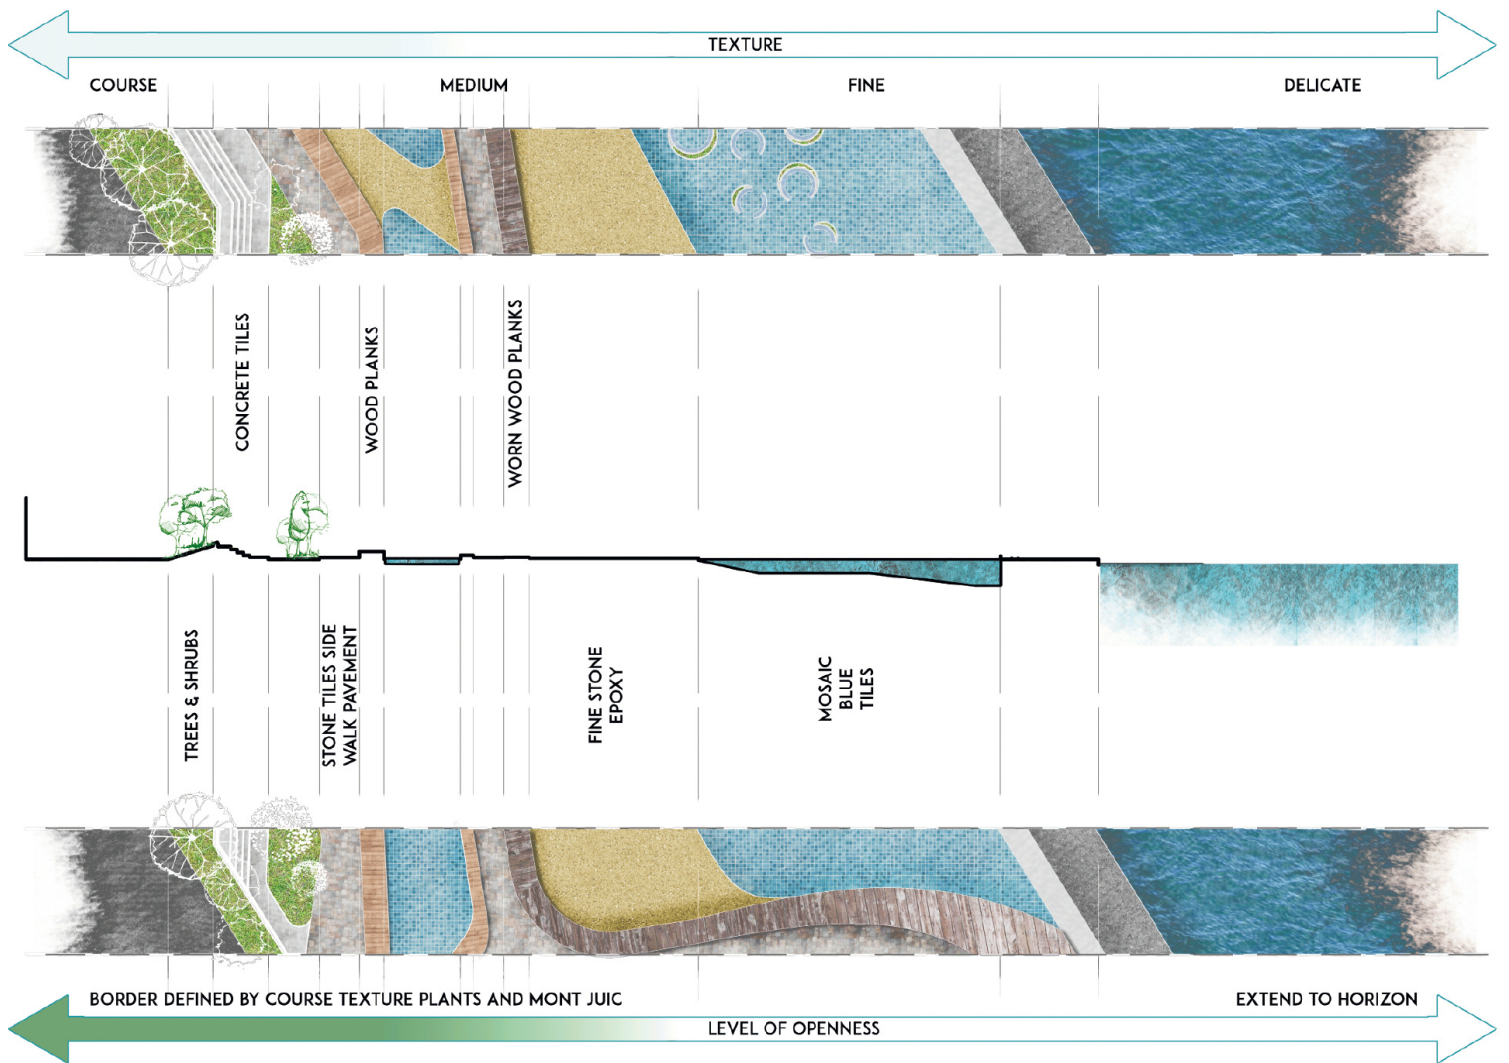 TEXTURE
COURSE
MEDIUM
FINE
DELICATE
CONCRETE TILES
WOOD PLANKS
WORN WOOD PLANKS
TREES & SHRUBS
STONE TILES SIDE
WALK PAVEMENT
FINE STONE
EPOXY
MOSAIC
BLUE
TILES
BORDER DEFINED BY COURSE TEXTURE PLANTS AND MONT JUIC
EXTEND TO HORIZON
LEVEL OF OPENNESS